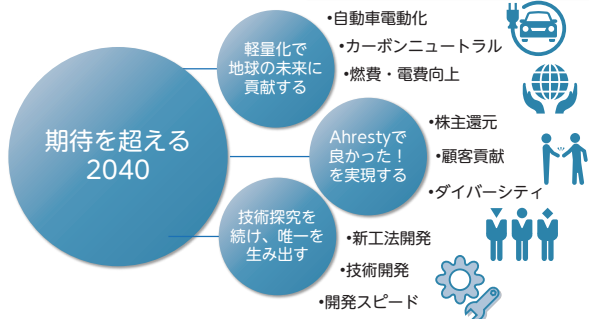 期待を超える
2040
軽量化で
地球の未来に
貢献する
•自動車電動化
•カーボンニュートラル
•燃費・電費向上
Ahrestyで
良かった！
を実現する
•株主還元
•顧客貢献
•ダイバーシティ
技術探究を
続け、唯一を
生み出す
•新工法開発
•技術開発
•開発スピード